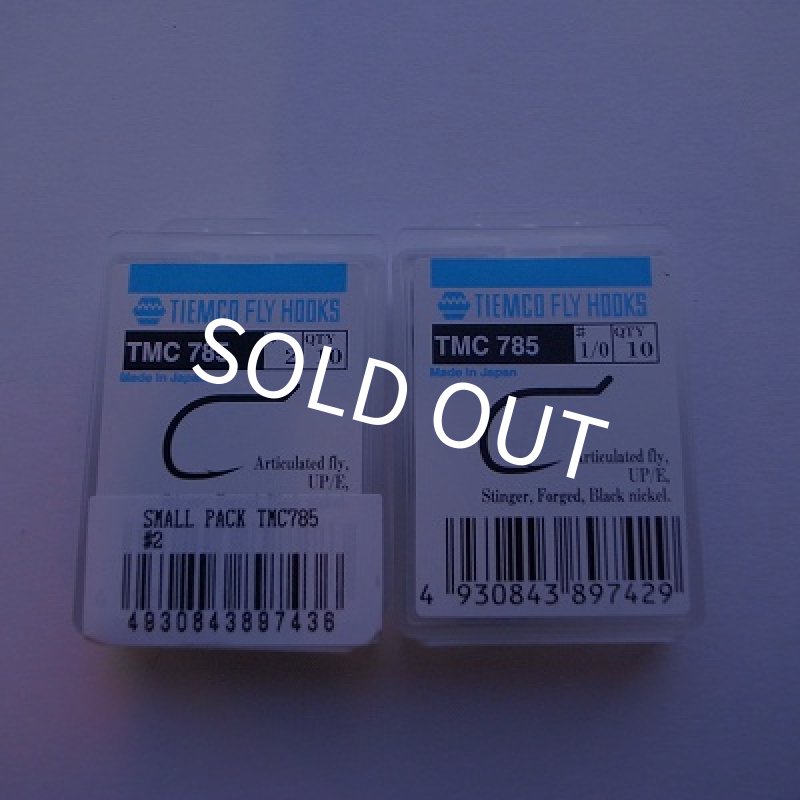 TIEMCO FLY HOOKS
TMC 785 2 QTY 10
Made in Japan
Articulated fly,
UP/E,
SMALL PACK TMC785
#2
4930843897436
TIEMCO FLY HOOKS
TMC 785 # 1/0 QTY 10
Made in Japan
Articulated fly,
UP/E,
Stinger, Forged, Black nickel.
4 930843 897429
SOLD OUT